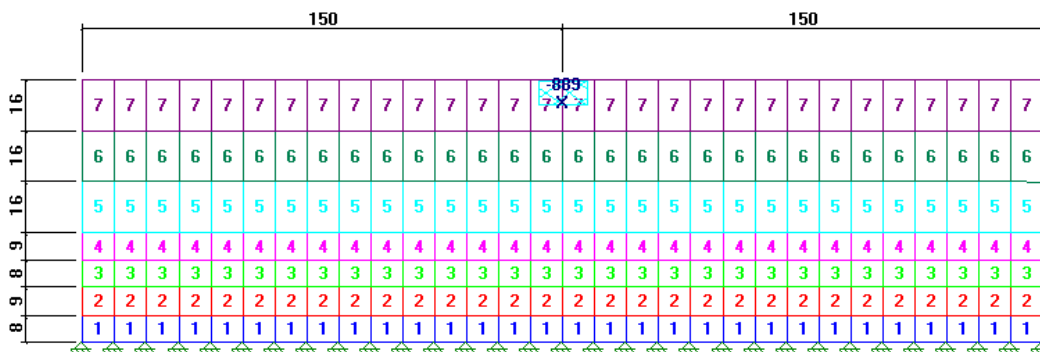 150 150
-889
16 7 7 7 7 7 7 7 7 7 7 7 7 7 7 7 7 7 7 7 7 7 7 7 7 7 7 7 7 7 7
16 6 6 6 6 6 6 6 6 6 6 6 6 6 6 6 6 6 6 6 6 6 6 6 6 6 6 6 6 6 6
16 5 5 5 5 5 5 5 5 5 5 5 5 5 5 5 5 5 5 5 5 5 5 5 5 5 5 5 5 5 5
9 4 4 4 4 4 4 4 4 4 4 4 4 4 4 4 4 4 4 4 4 4 4 4 4 4 4 4 4 4 4
8 3 3 3 3 3 3 3 3 3 3 3 3 3 3 3 3 3 3 3 3 3 3 3 3 3 3 3 3 3 3
9 2 2 2 2 2 2 2 2 2 2 2 2 2 2 2 2 2 2 2 2 2 2 2 2 2 2 2 2 2 2
8 1 1 1 1 1 1 1 1 1 1 1 1 1 1 1 1 1 1 1 1 1 1 1 1 1 1 1 1 1 1